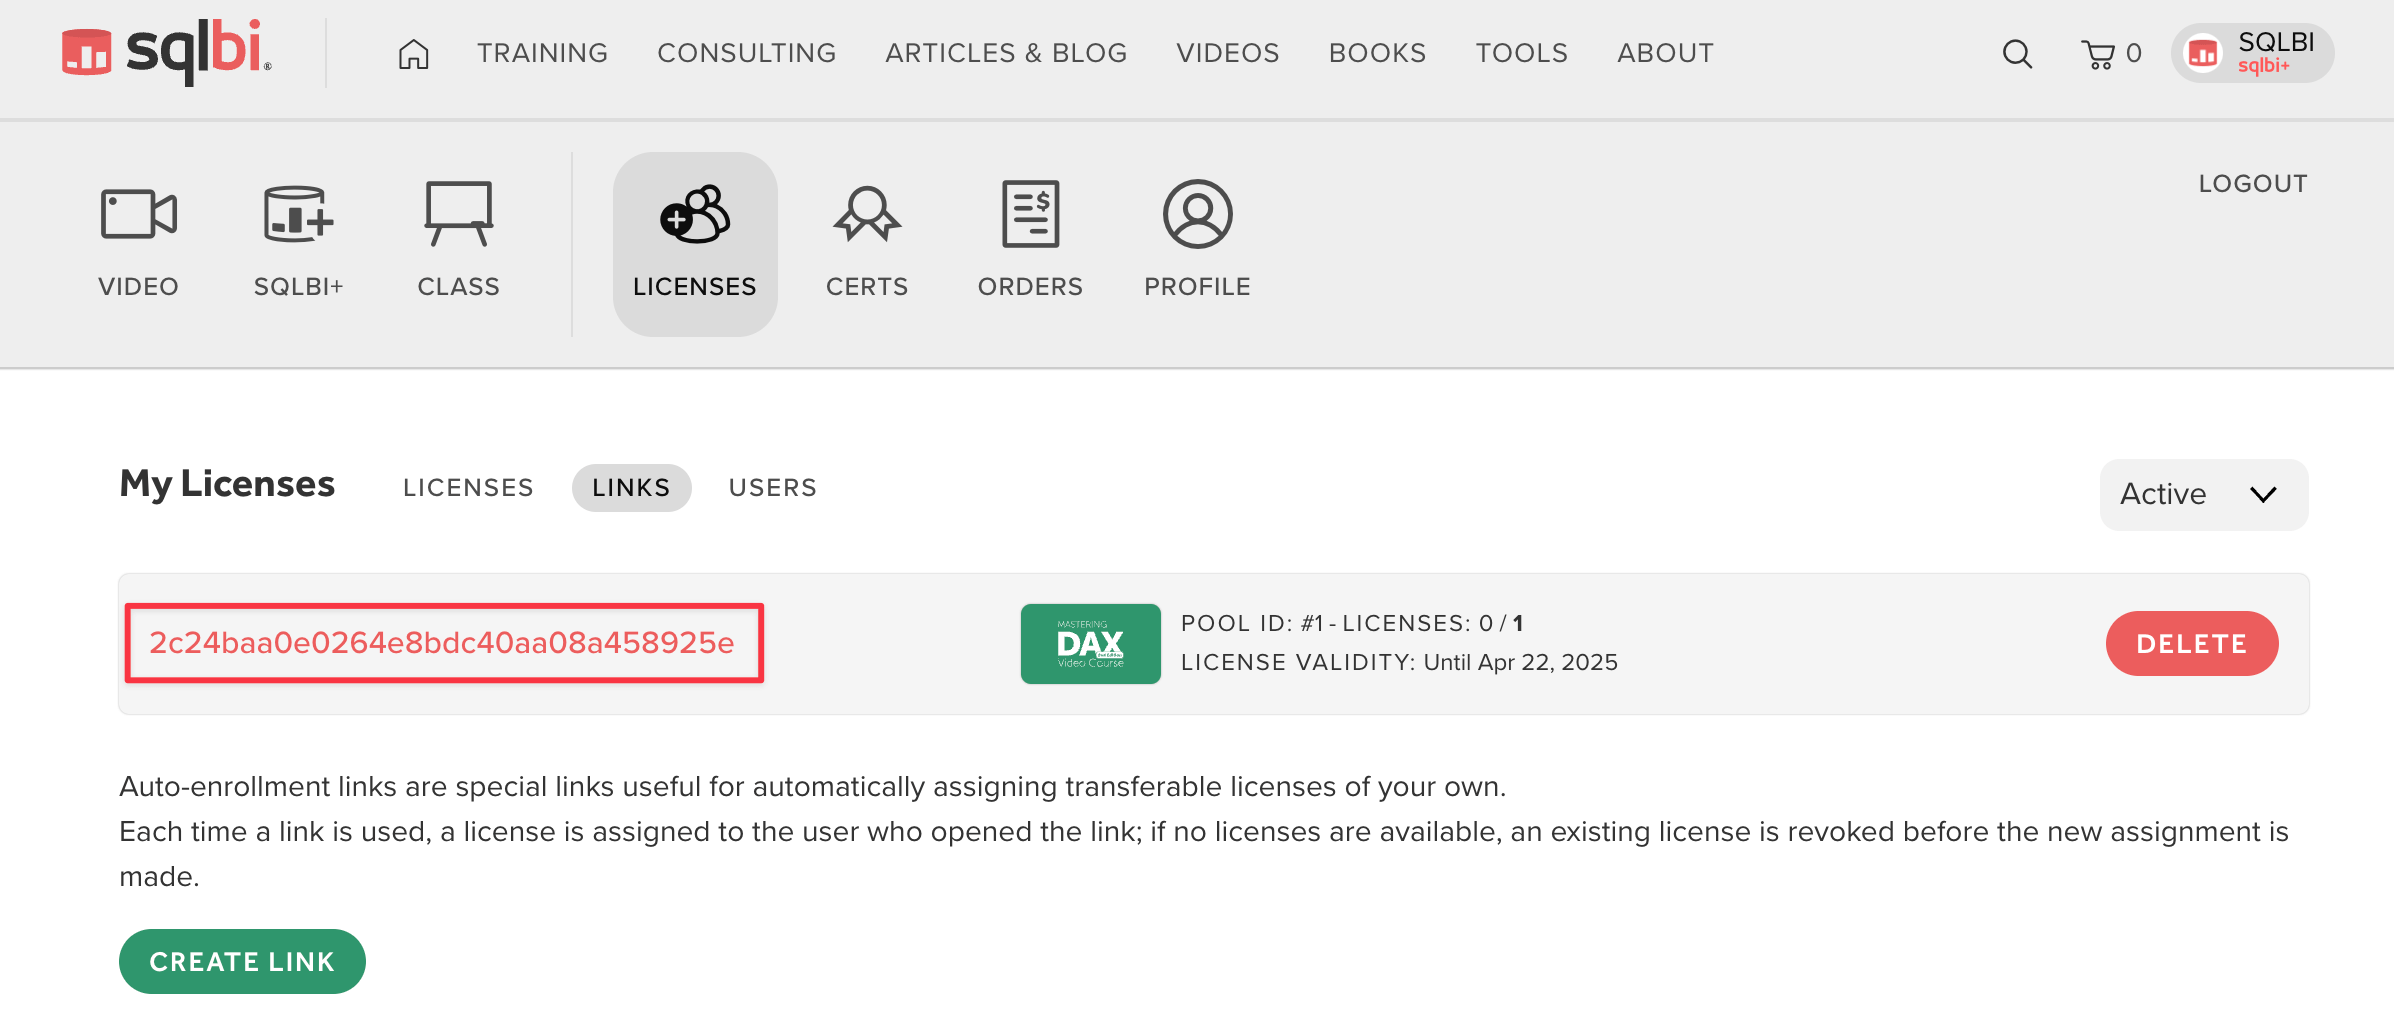 sqlbi®
TRAINING
CONSULTING
ARTICLES & BLOG
VIDEOS
BOOKS
TOOLS
ABOUT
0
SQLBI
sqlbi+
VIDEO
SQLBI+
CLASS
LICENSES
CERTS
ORDERS
PROFILE
LOGOUT
My Licenses
LICENSES
LINKS
USERS
Active
2c24baa0e0264e8bdc40aa08a458925e
MASTERING
DAX
Video Course
POOL ID: #1 - LICENSES: 0 / 1
LICENSE VALIDITY: Until Apr 22, 2025
DELETE
Auto-enrollment links are special links useful for automatically assigning transferable licenses of your own.
Each time a link is used, a license is assigned to the user who opened the link; if no licenses are available, an existing license is revoked before the new assignment is
made.
CREATE LINK